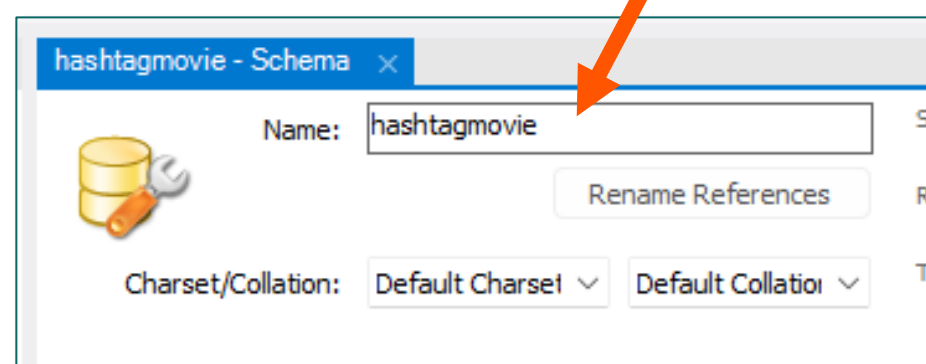 hashtagmovie - Schema
Name: hashtagmovie
Rename References
Charset/Collation: Default Charset Default Collation